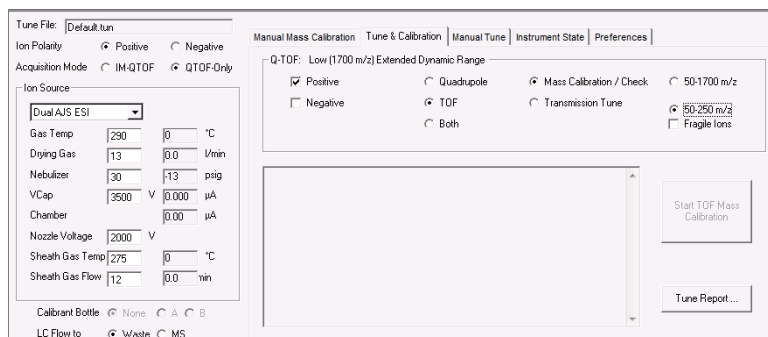 Tune File: Default.tun
Ion Polarity Positive Negative
Acquisition Mode IM-QTOF QTOF-Only
Ion Source
Dual AJS ESI
Gas Temp 290 0 °C
Drying Gas 13 0.0 l/min
Nebulizer 30 -13 psig
VCap 3500 V 0.000 µA
Chamber 0.00 µA
Nozzle Voltage 2000 V
Sheath Gas Temp 275 0 °C
Sheath Gas Flow 12 0.0 min
Calibrant Bottle None A B
LC Flow to Waste MS
Manual Mass Calibration Tune & Calibration Manual Tune Instrument State Preferences
Q-TOF: Low (1700 m/z) Extended Dynamic Range
Positive Quadrupole Mass Calibration / Check 50-1700 m/z
Negative TOF Transmission Tune 50-250 m/z
Both Fragile Ions
Start TOF Mass
Calibration
Tune Report ...